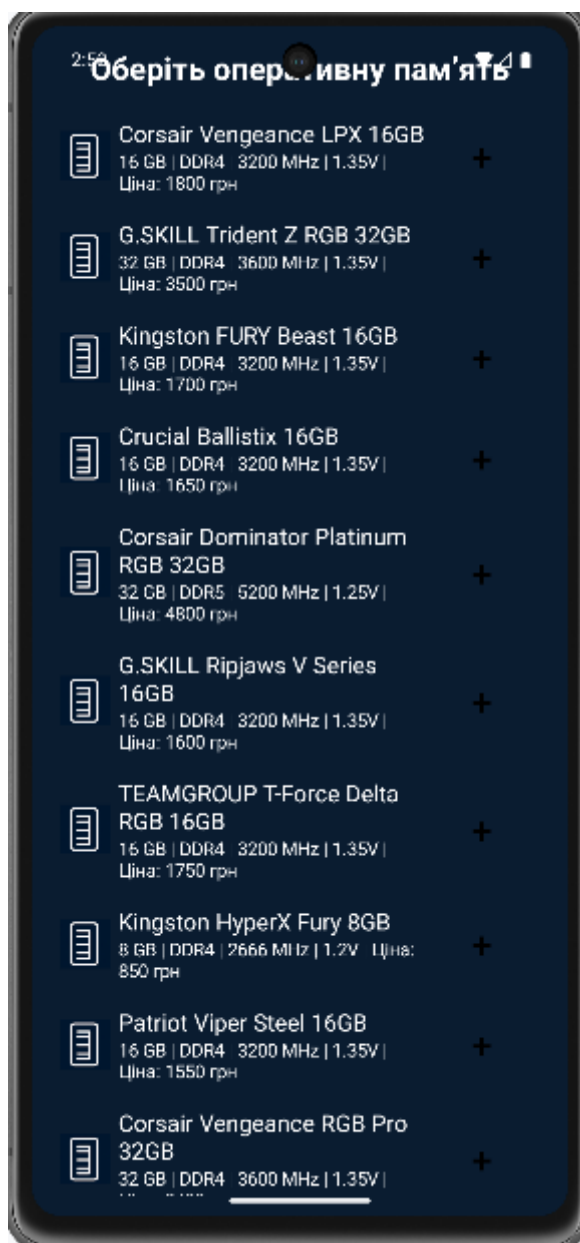 2:5
Оберіть оперативну пам'ять
Corsair Vengeance LPX 16GB
16 GB | DDR4 | 3200 MHz | 1.35V |
Ціна: 1800 грн
+
G.SKILL Trident Z RGB 32GB
32 GB | DDR4 | 3600 MHz | 1.35V |
Ціна: 3500 грн
+
Kingston FURY Beast 16GB
16 GB | DDR4 | 3200 MHz | 1.35V |
Ціна: 1700 грн
+
Crucial Ballistix 16GB
16 GB | DDR4 | 3200 MHz | 1.35V |
Ціна: 1650 грн
+
Corsair Dominator Platinum
RGB 32GB
32 GB | DDR5 | 5200 MHz | 1.25V |
Ціна: 4800 грн
+
G.SKILL Ripjaws V Series
16GB
16 GB | DDR4 | 3200 MHz | 1.35V |
Ціна: 1600 грн
+
TEAMGROUP T-Force Delta
RGB 16GB
16 GB | DDR4 | 3200 MHz | 1.35V |
Ціна: 1750 грн
+
Kingston HyperX Fury 8GB
8 GB | DDR4 | 2666 MHz | 1.2V | Ціна:
850 грн
+
Patriot Viper Steel 16GB
16 GB | DDR4 | 3200 MHz | 1.35V |
Ціна: 1550 грн
+
Corsair Vengeance RGB Pro
32GB
32 GB | DDR4 | 3600 MHz | 1.35V |
+